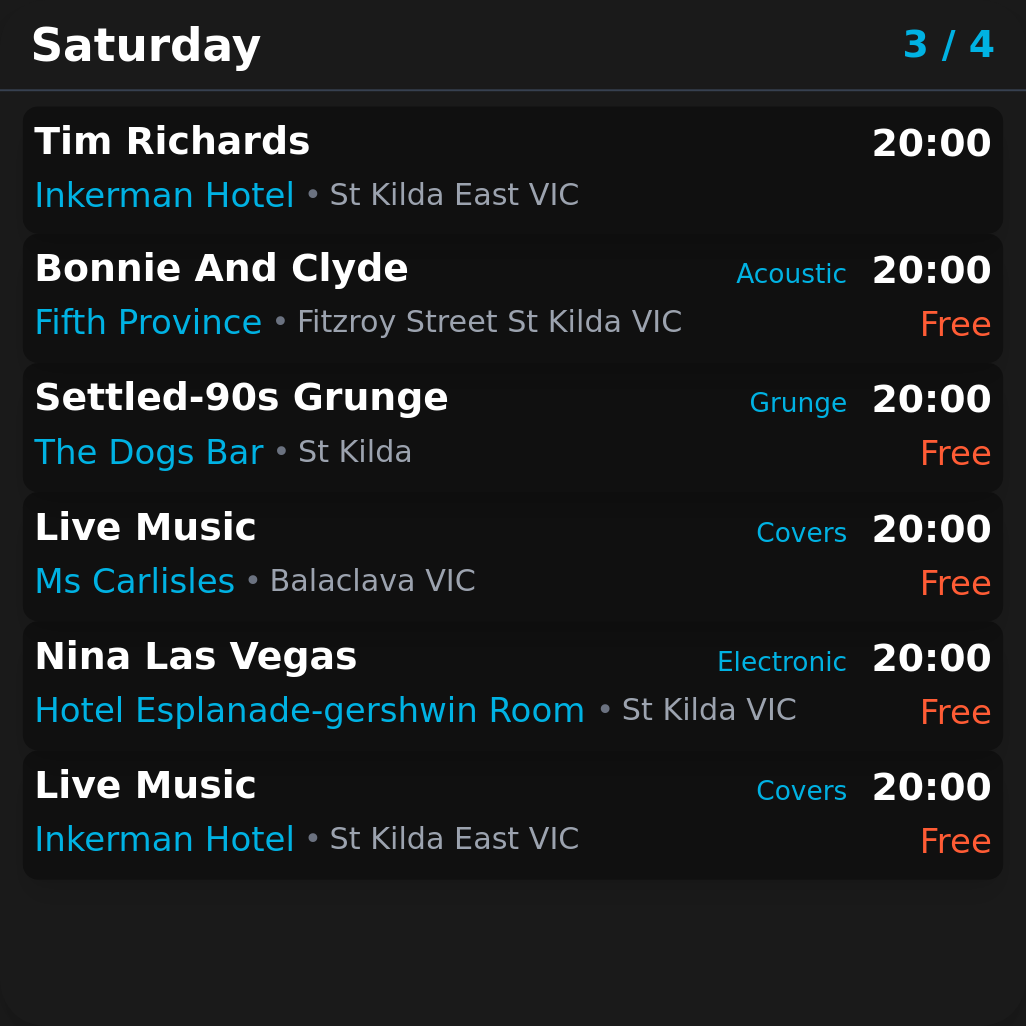 Saturday 3 / 4
Tim Richards 20:00
Inkerman Hotel • St Kilda East VIC
Bonnie And Clyde Acoustic 20:00
Fifth Province • Fitzroy Street St Kilda VIC Free
Settled-90s Grunge Grunge 20:00
The Dogs Bar • St Kilda Free
Live Music Covers 20:00
Ms Carlisles • Balaclava VIC Free
Nina Las Vegas Electronic 20:00
Hotel Esplanade-gershwin Room • St Kilda VIC Free
Live Music Covers 20:00
Inkerman Hotel • St Kilda East VIC Free